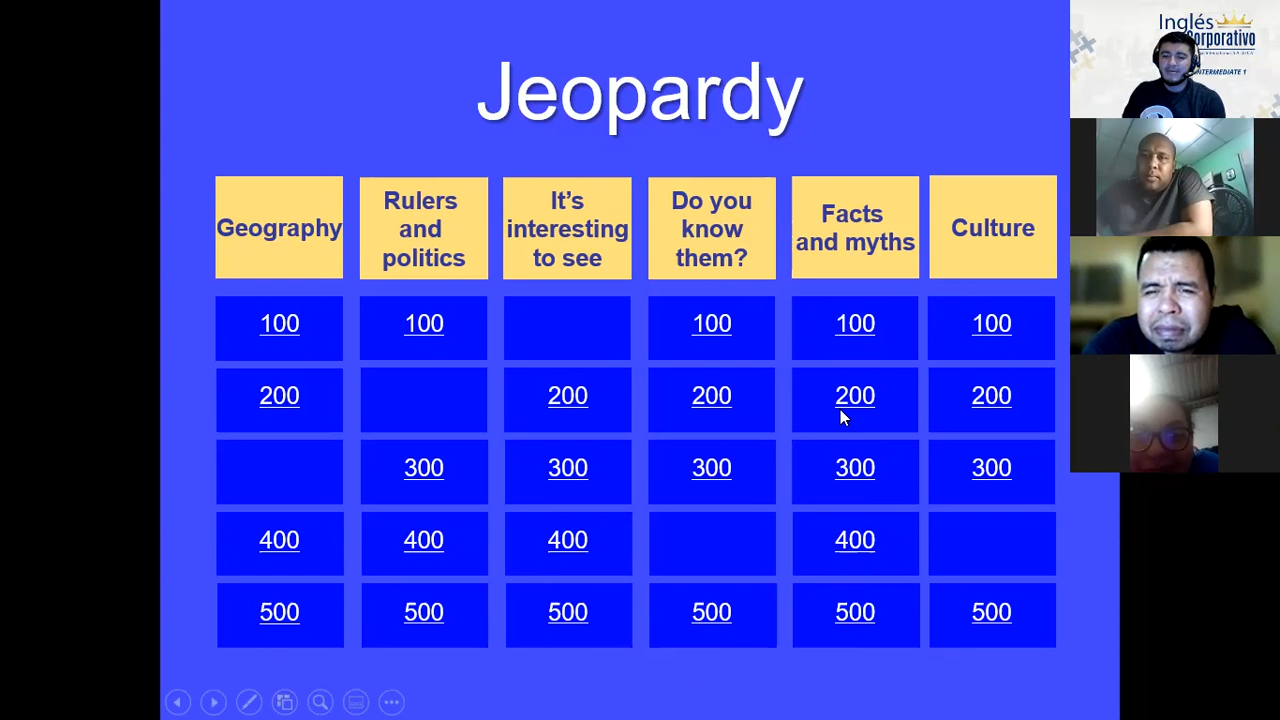 Jeopardy
Geography
Rulers
and
politics
It's
interesting
to see
Do you
know
them?
Facts
and myths
Culture
100
100
100
100
100
200
200
200
200
200
300
300
300
300
300
400
400
400
400
500
500
500
500
500
500
Inglés
Corporativo
INTERMEDIATE 1